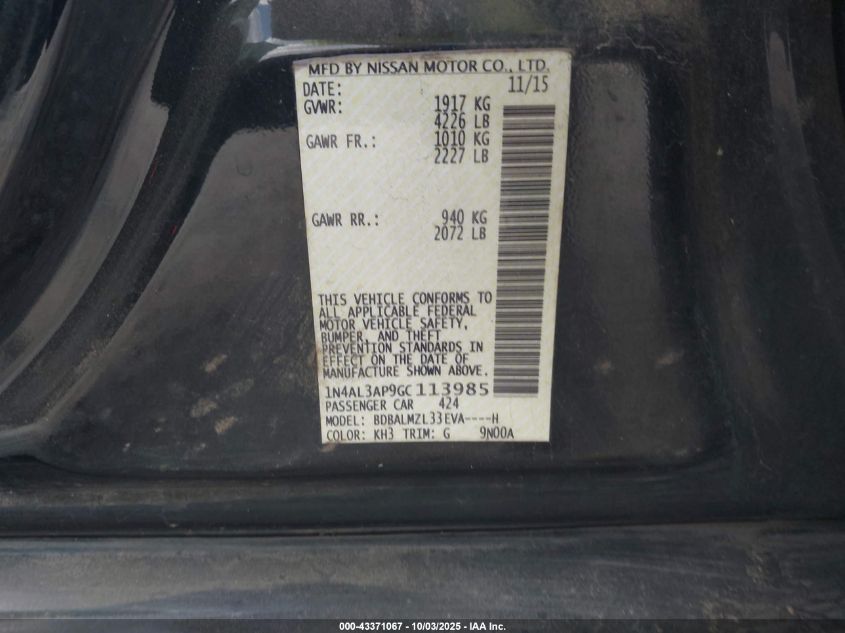 MFD BY NISSAN MOTOR CO., LTD.
DATE: 11/15
GVWR: 1917 KG
4226 LB
GAWR FR.: 1010 KG
2227 LB
GAWR RR.: 940 KG
2072 LB
THIS VEHICLE CONFORMS TO
ALL APPLICABLE FEDERAL
MOTOR VEHICLE SAFETY,
BUMPER, AND THEFT
PREVENTION STANDARDS IN
EFFECT ON THE DATE OF
MANUFACTURE SHOWN ABOVE.
1N4AL3AP9GC113985
PASSENGER CAR 424
MODEL: BDBALMZL33EVA----H
COLOR: KH3 TRIM: G 9N00A
000-43371067 - 10/03/2025 - IAA Inc.